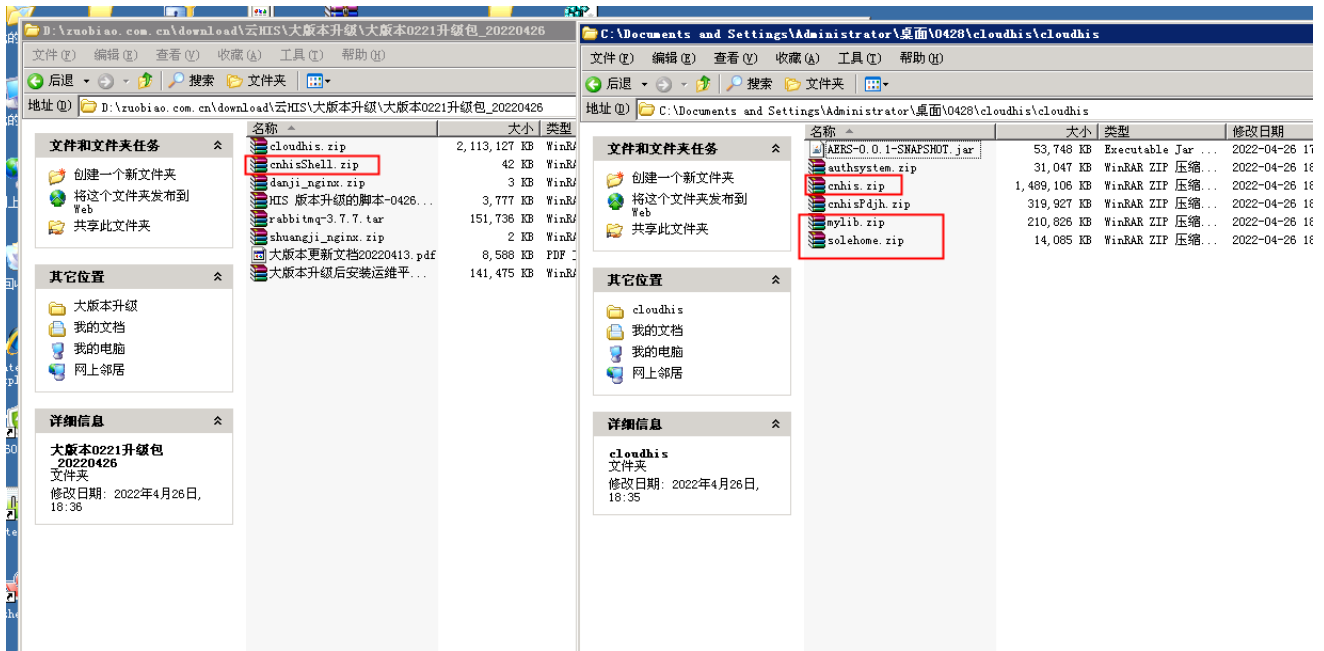 D:\zuobiao.com.cn\download\云HIS\大版本升级\大版本0221升级包_20220426
文件(F) 编辑(E) 查看(V) 收藏(A) 工具(T) 帮助(H)
后退 搜索 文件夹
地址(D) D:\zuobiao.com.cn\download\云HIS\大版本升级\大版本0221升级包_20220426
文件和文件夹任务
创建一个新文件夹
将这个文件夹发布到
Web
共享此文件夹
其它位置
大版本升级
我的文档
我的电脑
网上邻居
详细信息
大版本0221升级包
_20220426
文件夹
修改日期: 2022年4月26日,
18:36
名称 大小 类型
cloudhis.zip 2,113,127 KB WinRA
cnhisShell.zip 42 KB WinRA
danji_nginx.zip 3 KB WinRA
HIS 版本升级的脚本-0426... 3,777 KB WinRA
rabbitmq-3.7.7.tar 151,736 KB WinRA
shuangji_nginx.zip 2 KB WinRA
大版本更新文档20220413.pdf 8,588 KB PDF
大版本升级后安装运维平... 141,475 KB WinRA
C:\Documents and Settings\Administrator\桌面\0428\cloudhis\cloudhis
文件(F) 编辑(E) 查看(V) 收藏(A) 工具(T) 帮助(H)
后退 搜索 文件夹
地址(D) C:\Documents and Settings\Administrator\桌面\0428\cloudhis\cloudhis
文件和文件夹任务
创建一个新文件夹
将这个文件夹发布到
Web
共享此文件夹
其它位置
cloudhis
我的文档
我的电脑
网上邻居
详细信息
cloudhis
文件夹
修改日期: 2022年4月26日,
18:35
名称 大小 类型 修改日期
AERS-0.0.1-SNAPSHOT.jar 53,748 KB Executable Jar ... 2022-04-26 17
authsystem.zip 31,047 KB WinRAR ZIP 压缩... 2022-04-26 18
cnhis.zip 1,489,106 KB WinRAR ZIP 压缩... 2022-04-26 18
cnhisPdjh.zip 319,927 KB WinRAR ZIP 压缩... 2022-04-26 18
mylib.zip 210,826 KB WinRAR ZIP 压缩... 2022-04-26 18
solehome.zip 14,085 KB WinRAR ZIP 压缩... 2022-04-26 18